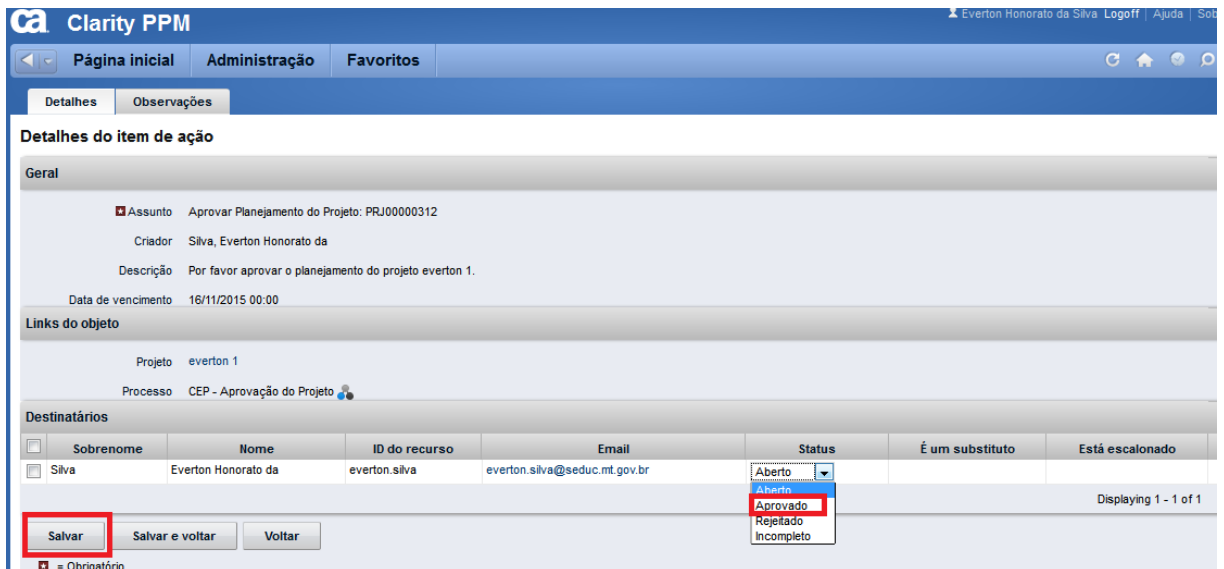 ca Clarity PPM
Everton Honorato da Silva Logoff | Ajuda | Sob
Página inicial Administração Favoritos
Detalhes Observações
Detalhes do item de ação
Geral
Assunto Aprovar Planejamento do Projeto: PRJ00000312
Criador Silva, Everton Honorato da
Descrição Por favor aprovar o planejamento do projeto everton 1.
Data de vencimento 16/11/2015 00:00
Links do objeto
Projeto everton 1
Processo CEP - Aprovação do Projeto
Destinatários
Sobrenome Nome ID do recurso Email Status É um substituto Está escalonado
Silva Everton Honorato da everton.silva everton.silva@seduc.mt.gov.br Aberto
Aberto
Aprovado
Rejeitado
Incompleto
Displaying 1 - 1 of 1
Salvar Salvar e voltar Voltar
= Obrigatório